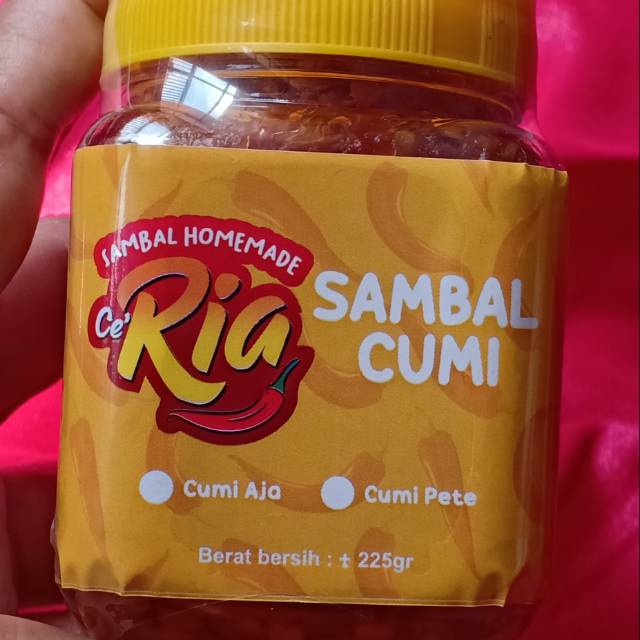 SAMBAL HOMEMADE
Ce' Ria
SAMBAL
CUMI
Cumi Aja
Cumi Pete
Berat bersih : ± 225gr